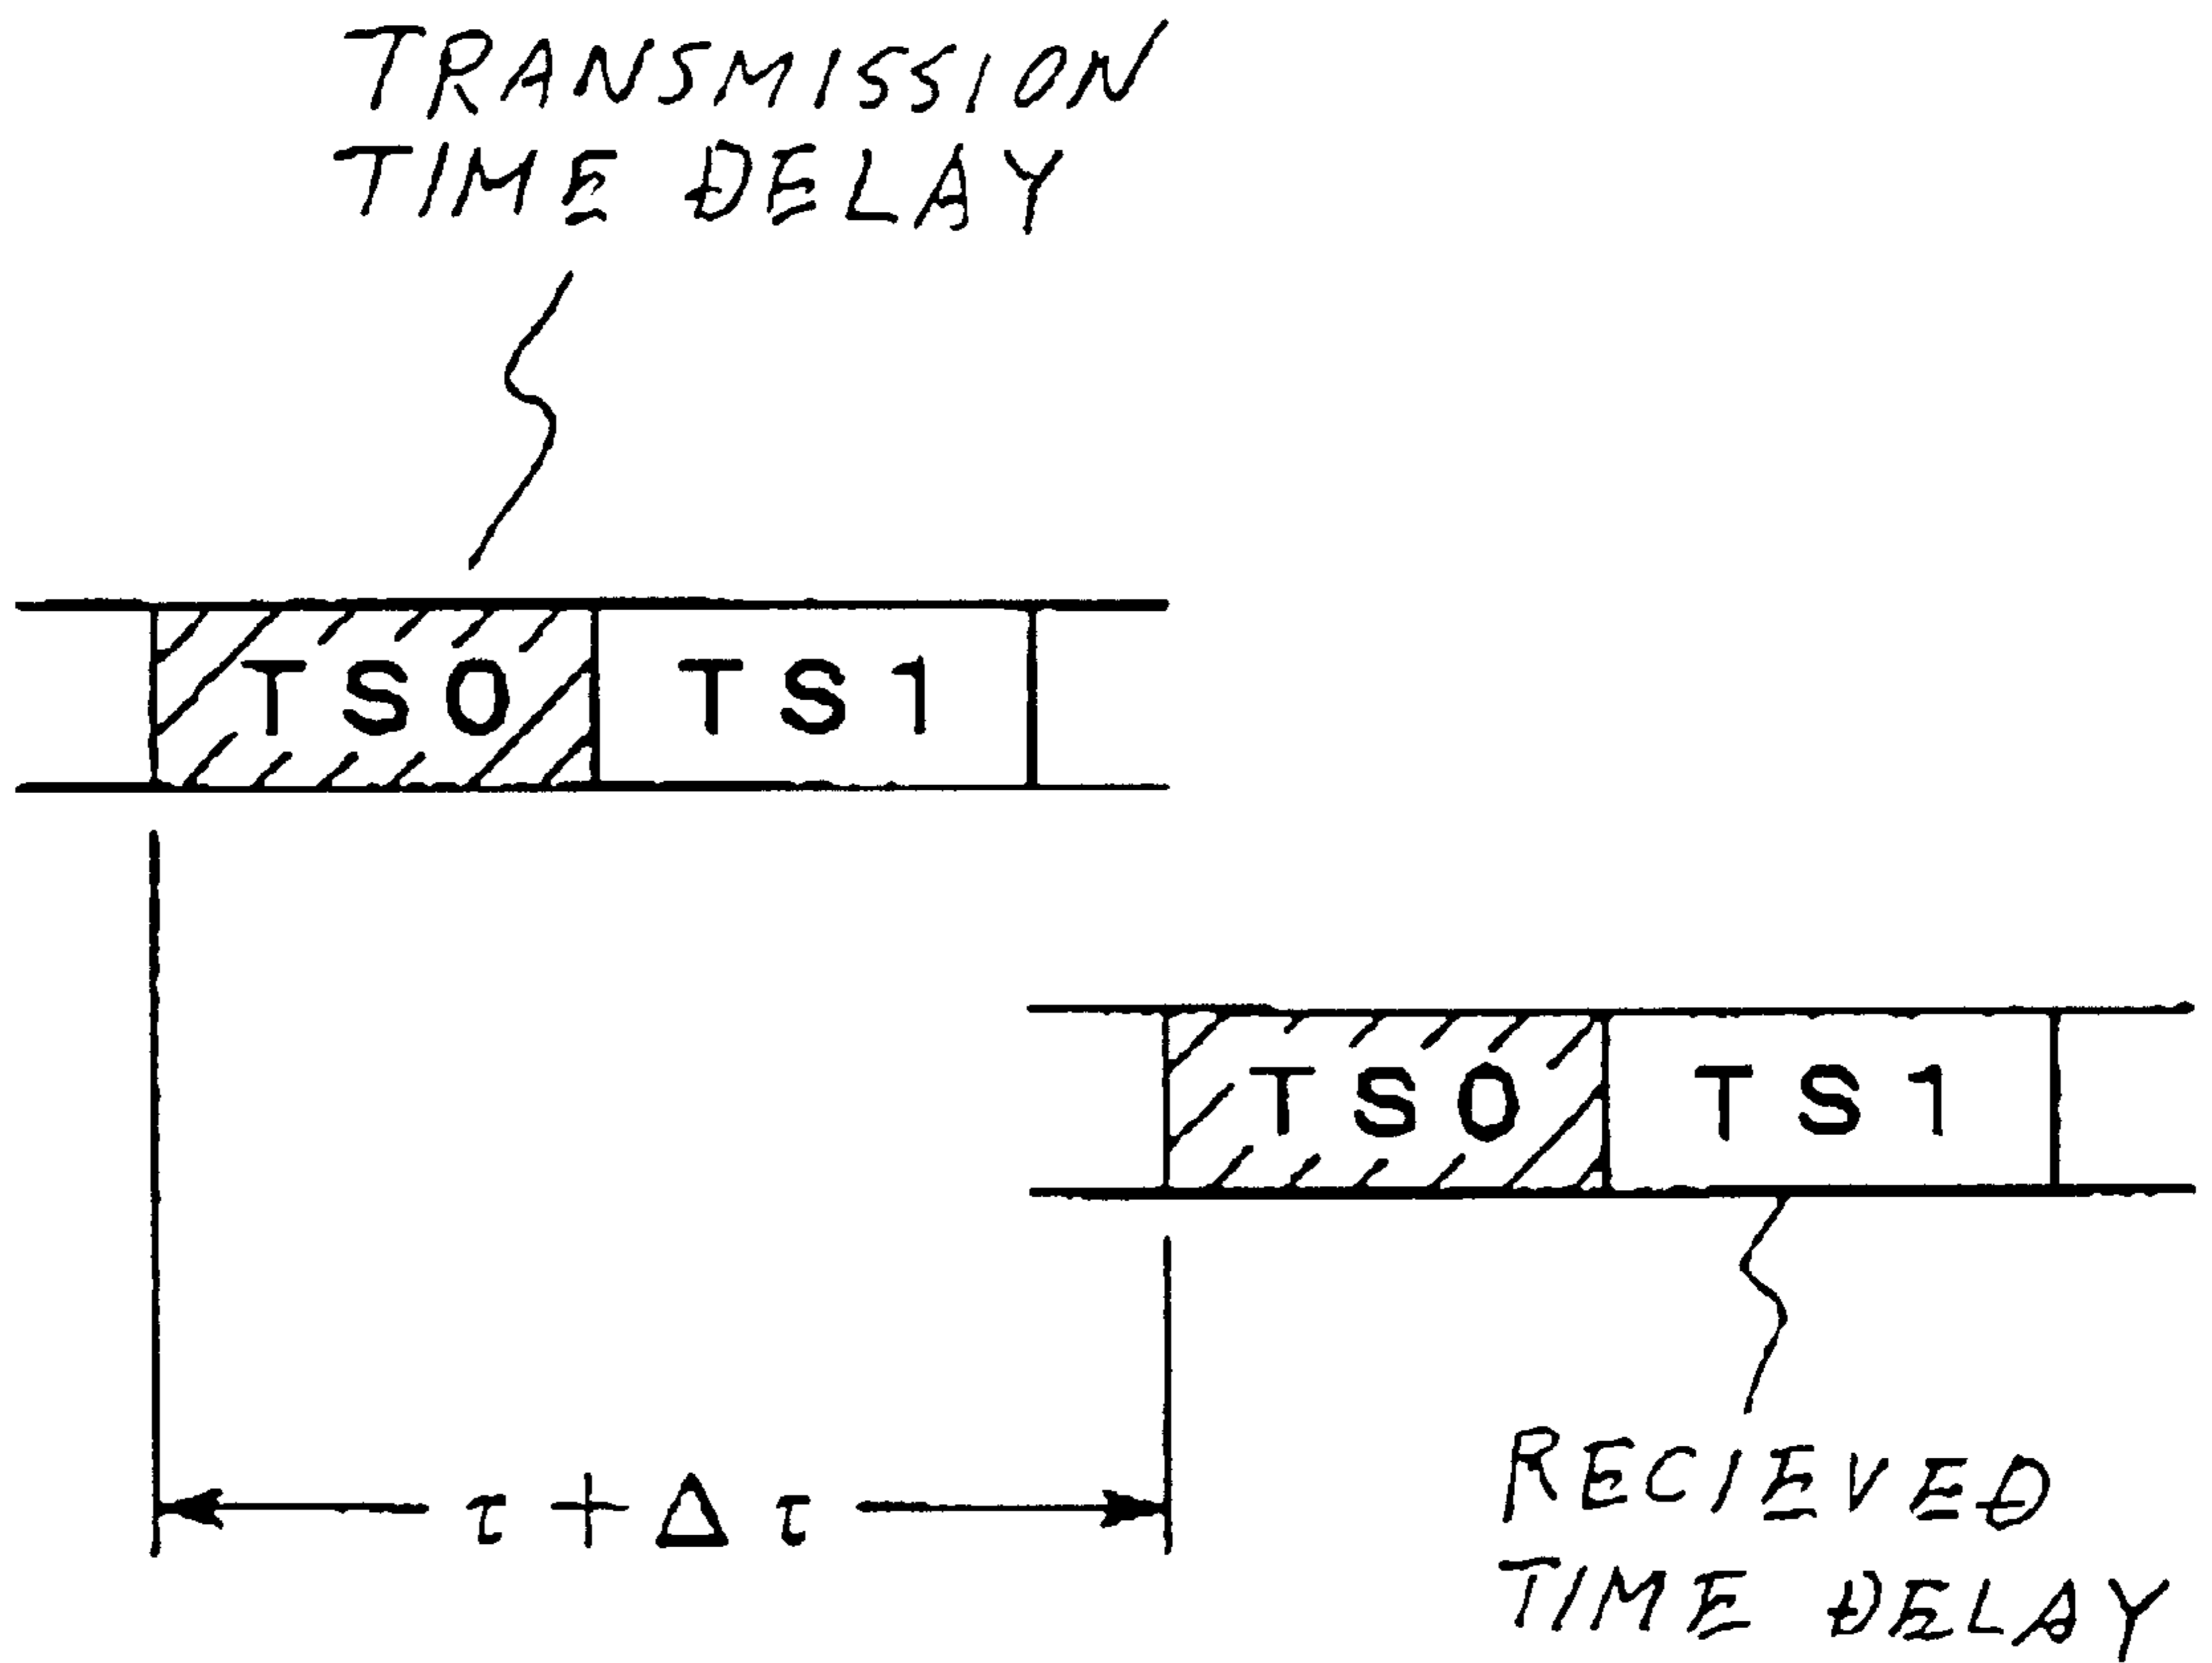 TRANSMISSION
TIME DELAY
TS0 TS1
TS0 TS1
τ + Δ τ
RECIEVED
TIME DELAY